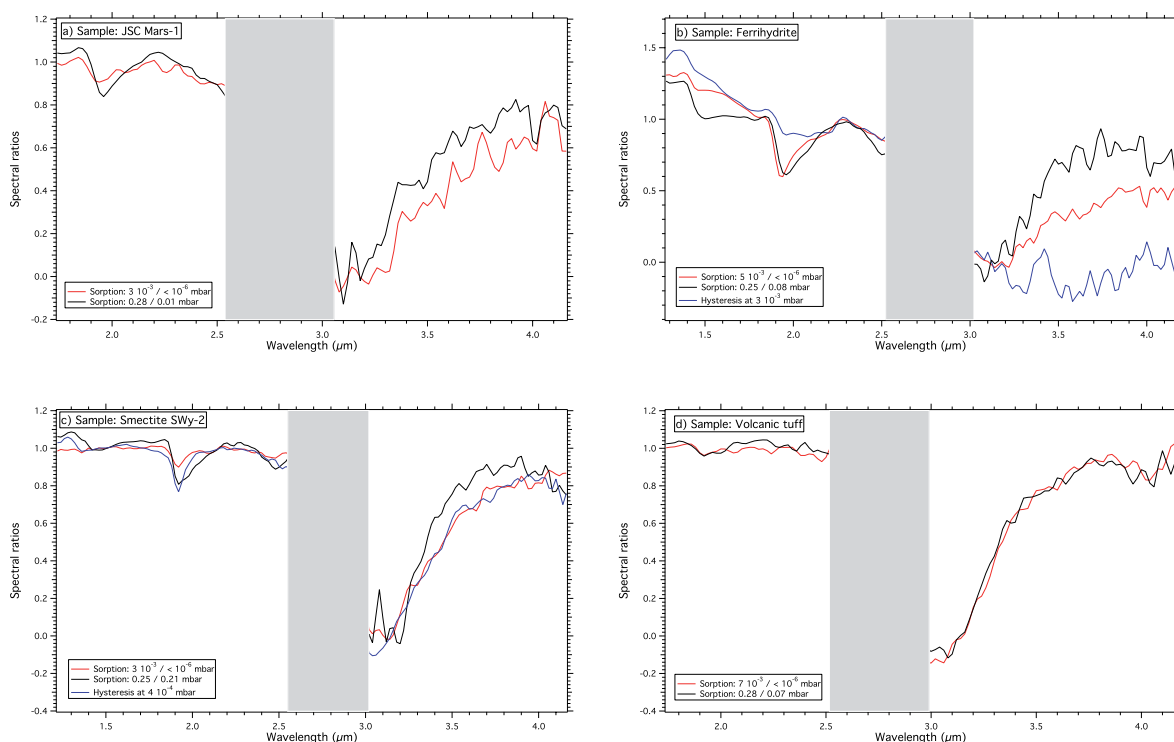 a) Sample: JSC Mars-1
1.2
1.0
0.8
0.6
0.4
0.2
0.0
-0.2
Spectral ratios
Sorption: 3 10-3 / < 10-6 mbar
Sorption: 0.28 / 0.01 mbar
2.0 2.5 3.0 3.5 4.0
Wavelength (µm)
b) Sample: Ferrihydrite
1.5
1.0
0.5
0.0
Spectral ratios
Sorption: 5 10-3 / < 10-6 mbar
Sorption: 0.25 / 0.08 mbar
Hysteresis at 3 10-3 mbar
1.5 2.0 2.5 3.0 3.5 4.0
Wavelength (µm)
c) Sample: Smectite SWy-2
1.2
1.0
0.8
0.6
0.4
0.2
0.0
-0.2
-0.4
Spectral ratios
Sorption: 3 10-3 / < 10-6 mbar
Sorption: 0.25 / 0.21 mbar
Hysteresis at 4 10-4 mbar
1.5 2.0 2.5 3.0 3.5 4.0
Wavelength (µm)
d) Sample: Volcanic tuff
1.2
1.0
0.8
0.6
0.4
0.2
0.0
-0.2
-0.4
Spectral ratios
Sorption: 7 10-3 / < 10-6 mbar
Sorption: 0.28 / 0.07 mbar
2.0 2.5 3.0 3.5 4.0
Wavelength (µm)